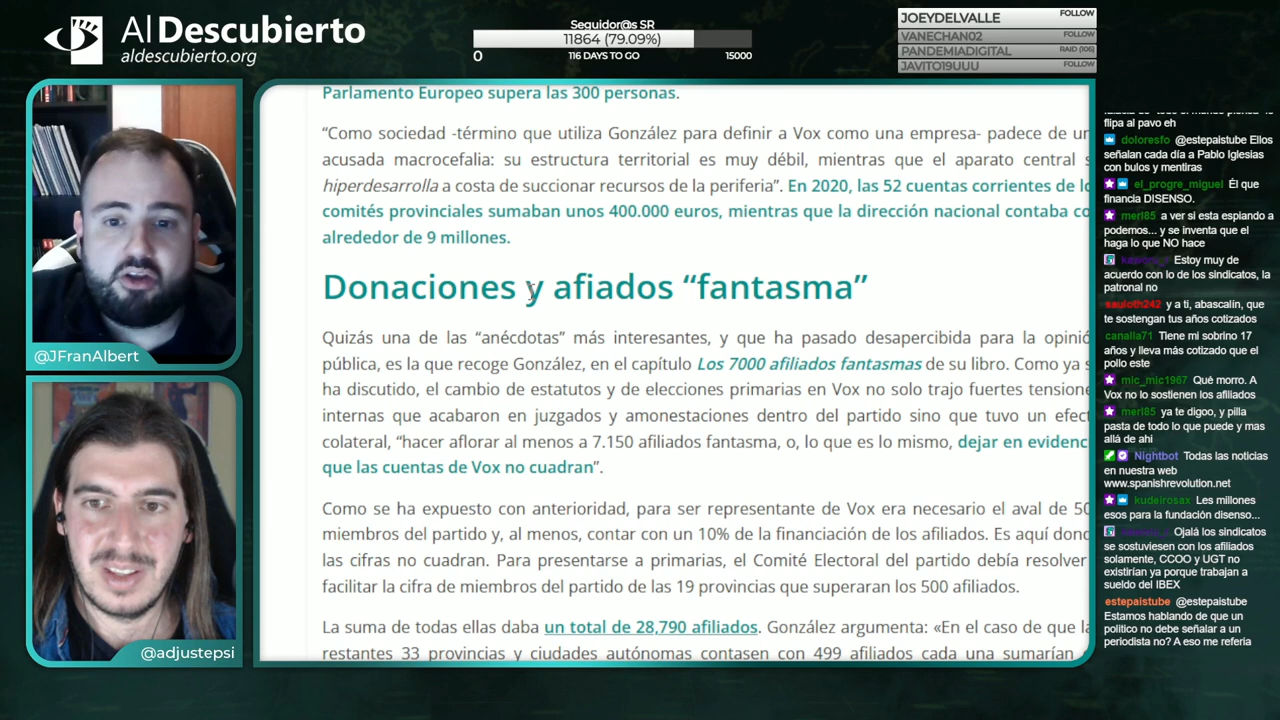 Al Descubierto
aldescubierto.org
Seguidor@s SR
11864 (79.09%)
0
116 DAYS TO GO
15000
JOEYDELVALLE FOLLOW
VANECHAN02 FOLLOW
PANDEMIADIGITAL RAID (106)
JAVITO19UUU FOLLOW
@JFranAlbert
@adjustepsi
Parlamento Europeo supera las 300 personas.
“Como sociedad -término que utiliza González para definir a Vox como una empresa- padece de
acusada macrocefalia: su estructura territorial es muy débil, mientras que el aparato central
hiperdesarrolla a costa de succionar recursos de la periferia”. En 2020, las 52 cuentas corrientes de
comités provinciales sumaban unos 400.000 euros, mientras que la dirección nacional contaba
alrededor de 9 millones.
Donaciones y afiados “fantasma”
Quizás una de las “anécdotas” más interesantes, y que ha pasado desapercibida para la opinió
pública, es la que recoge González, en el capítulo Los 7000 afiliados fantasmas de su libro. Como ya
ha discutido, el cambio de estatutos y de elecciones primarias en Vox no solo trajo fuertes tensione
internas que acabaron en juzgados y amonestaciones dentro del partido sino que tuvo un efect
colateral, “hacer aflorar al menos a 7.150 afiliados fantasma, o, lo que es lo mismo, dejar en evidenc
que las cuentas de Vox no cuadran”.
Como se ha expuesto con anterioridad, para ser representante de Vox era necesario el aval de 50
miembros del partido y, al menos, contar con un 10% de la financiación de los afiliados. Es aquí dond
las cifras no cuadran. Para presentarse a primarias, el Comité Electoral del partido debía resolver
facilitar la cifra de miembros del partido de las 19 provincias que superaran los 500 afiliados.
La suma de todas ellas daba un total de 28,790 afiliados. González argumenta: «En el caso de que la
restantes 33 provincias y ciudades autónomas contasen con 499 afiliados cada una sumarían
flipa al pavo eh
doloresfo @estepaistube Ellos
señalan cada día a Pablo Iglesias
con bulos y mentiras
el_progre_miguel Él que
financia DISENSO.
merl85 a ver si esta espiando a
podemos... y se inventa que el
haga lo que NO hace
Estoy muy de
acuerdo con lo de los sindicatos, la
patronal no
sauloth242 y a ti, abascalín, que
te sostengan tus años cotizados
canalla71 Tiene mi sobrino 17
años y lleva más cotizado que el
pollo este
mic_mic1967 Qué morro. A
Vox no lo sostienen los afiliados
merl85 ya te digoo, y pilla
pasta de todo lo que puede y mas
allá de ahi
Nightbot Todas las noticias
en nuestra web
www.spanishrevolution.net
kudeirosax Les millones
esos para la fundación disenso...
Ojalá los sindicatos
se sostuviesen con los afiliados
solamente, CCOO y UGT no
existirían ya porque trabajan a
sueldo del IBEX
estepaistube @estepaistube
Estamos hablando de que un
politico no debe señalar a un
periodista no? A eso me referia